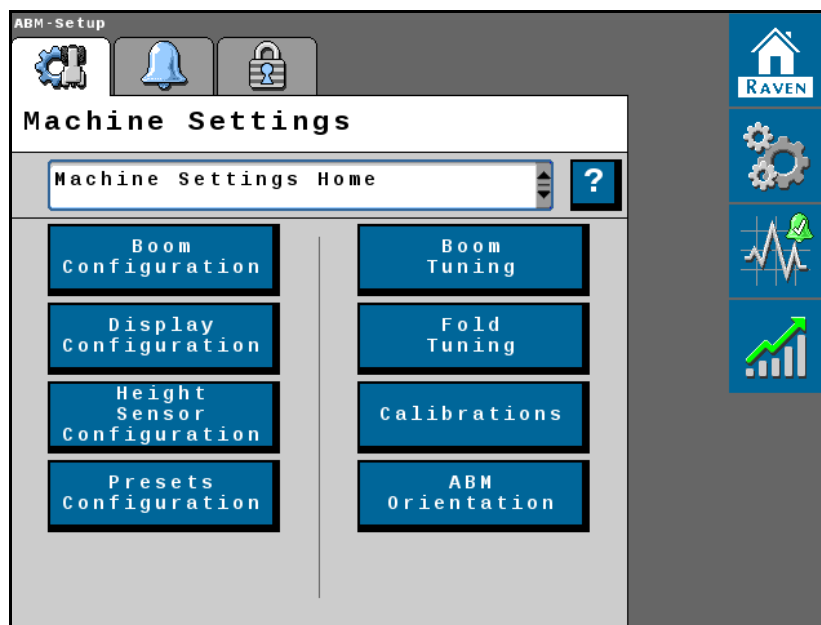 ABM-Setup
RAVEN
Machine Settings
Machine Settings Home
?
Boom
Configuration
Boom
Tuning
Display
Configuration
Fold
Tuning
Height
Sensor
Configuration
Calibrations
Presets
Configuration
ABM
Orientation